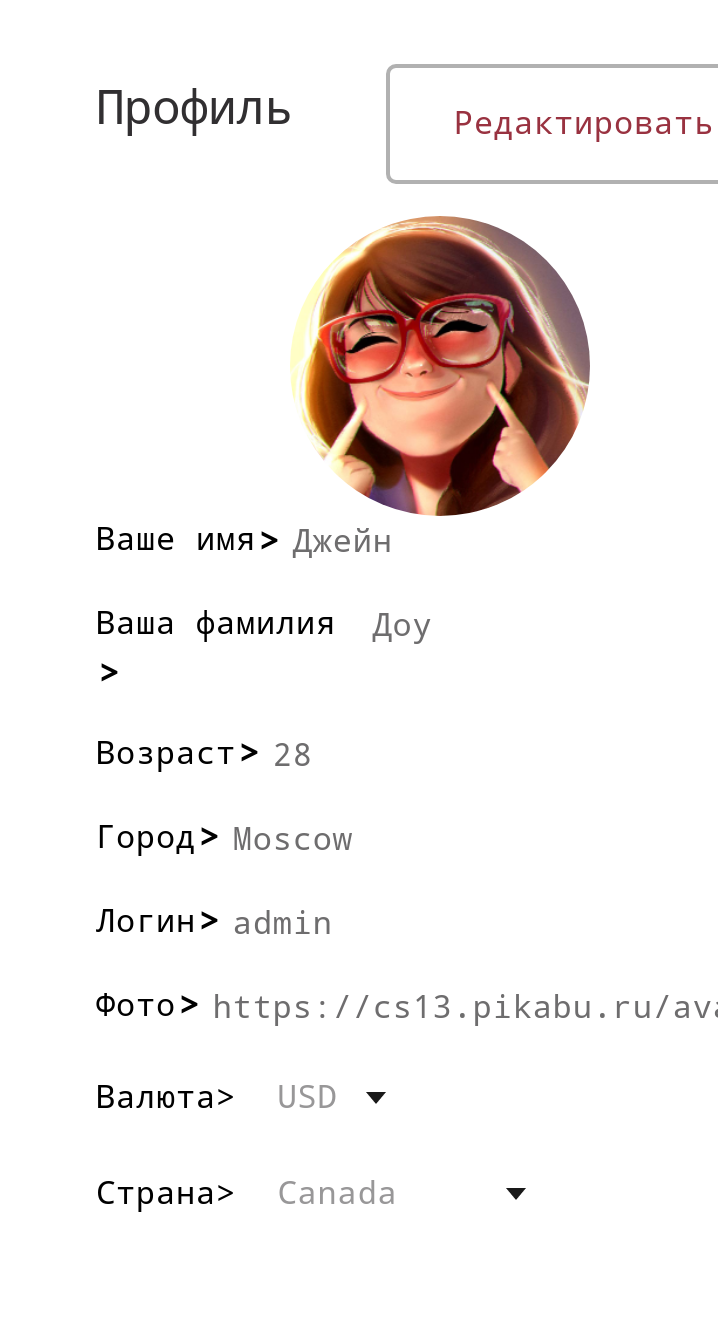 Профиль
Редактировать
Ваше имя> Джейн
Ваша фамилия Доу
>
Возраст> 28
Город> Moscow
Логин> admin
Фото> https://cs13.pikabu.ru/ava
Валюта> USD
Страна> Canada